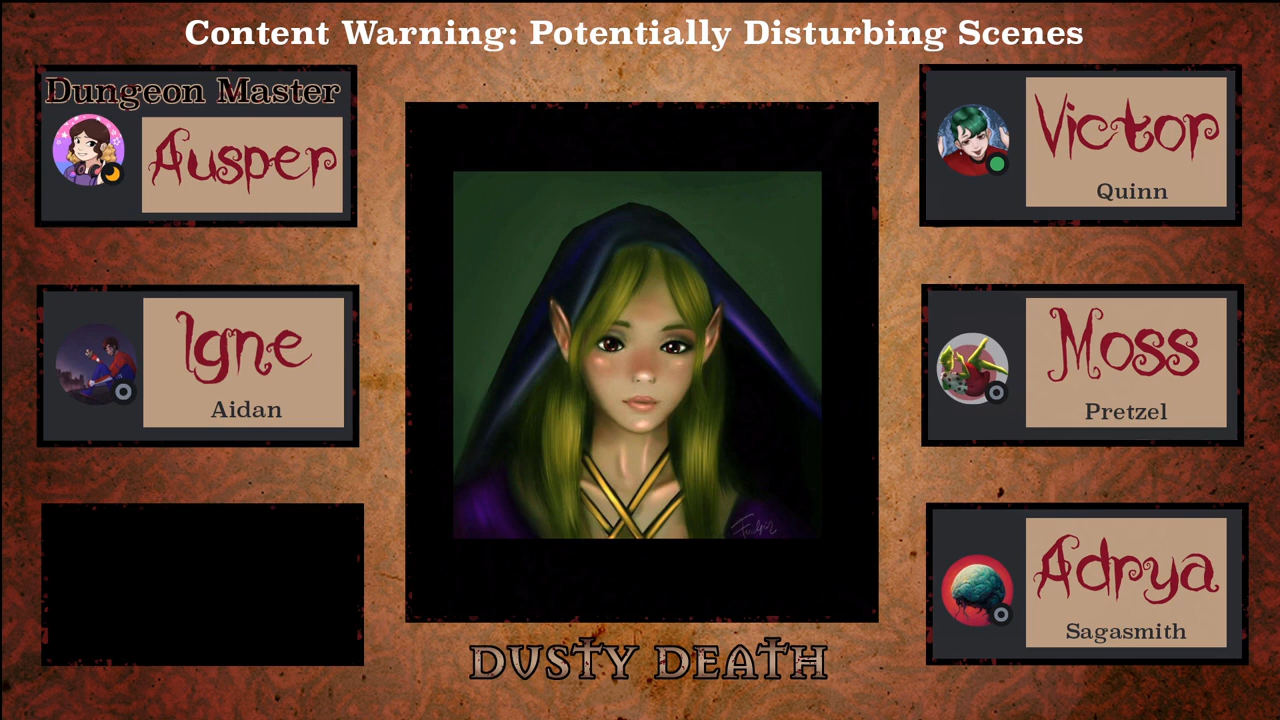 Content Warning: Potentially Disturbing Scenes
Dungeon Master
Ausper
Victor
Quinn
Igne
Aidan
Moss
Pretzel
Adrya
Sagasmith
DUSTY DEATH